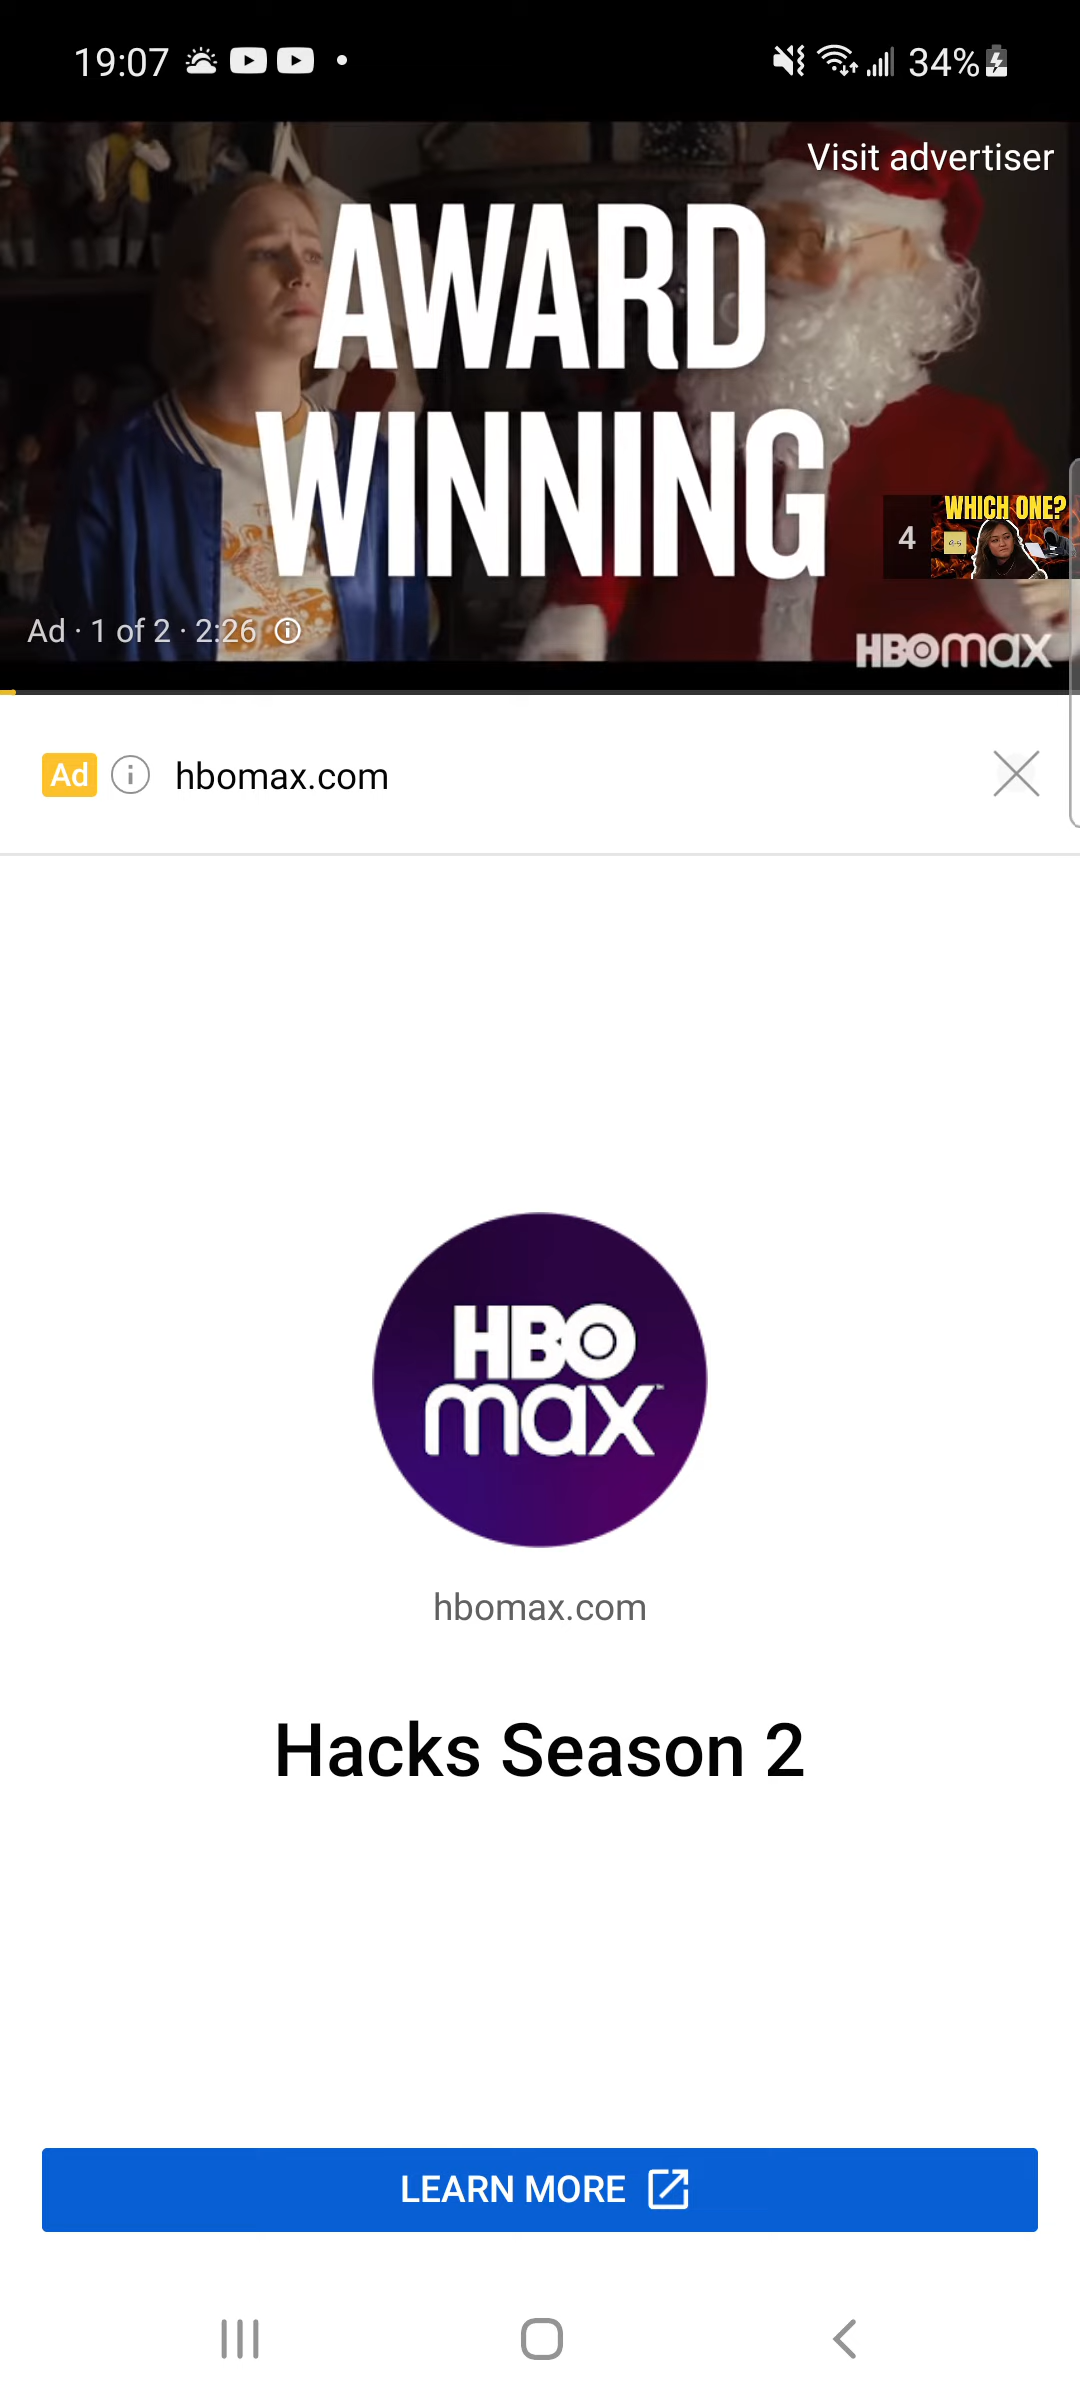 19:07
34%
Visit advertiser
AWARD
WINNING
WHICH ONE?
4
Ad · 1 of 2 · 2:26
HBOmax
Ad hbomax.com
HBO
max
hbomax.com
Hacks Season 2
LEARN MORE